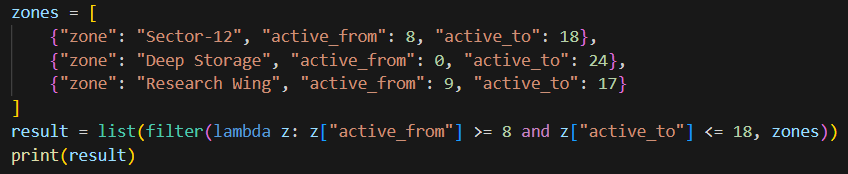 zones = [
    {"zone": "Sector-12", "active_from": 8, "active_to": 18},
    {"zone": "Deep Storage", "active_from": 0, "active_to": 24},
    {"zone": "Research Wing", "active_from": 9, "active_to": 17}
]
result = list(filter(lambda z: z["active_from"] >= 8 and z["active_to"] <= 18, zones))
print(result)